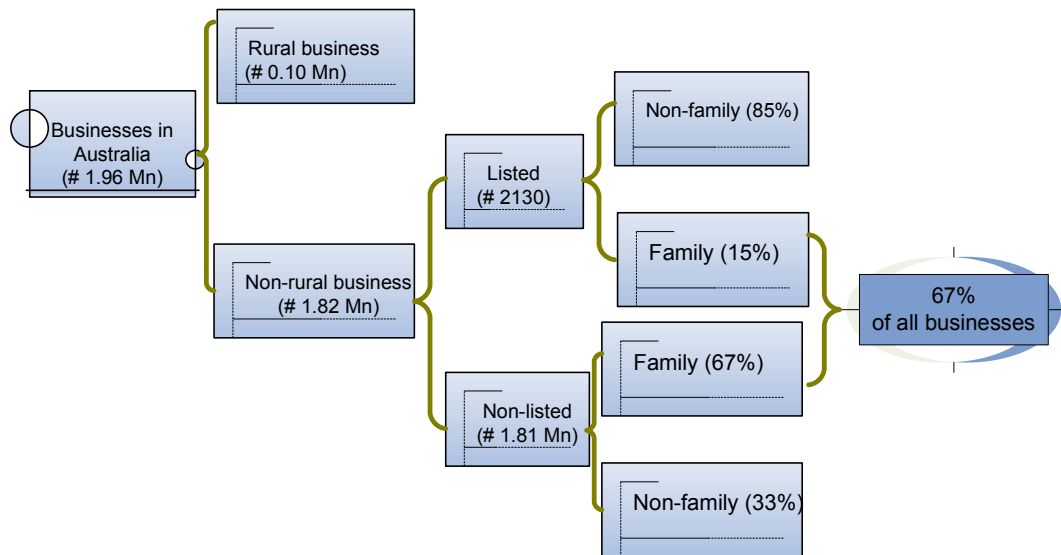 Businesses in
Australia
(# 1.96 Mn)
Rural business
(# 0.10 Mn)
Non-rural business
(# 1.82 Mn)
Listed
(# 2130)
Non-listed
(# 1.81 Mn)
Non-family (85%)
Family (15%)
Family (67%)
Non-family (33%)
67%
of all businesses